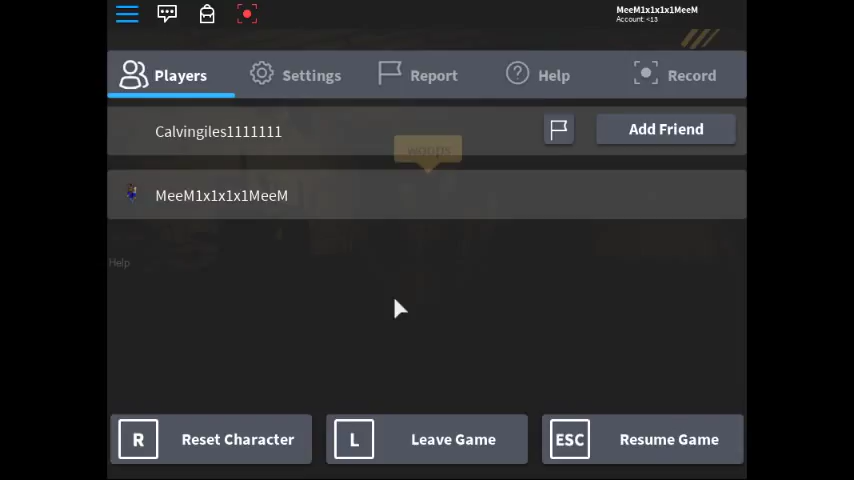 MeeM1x1x1x1MeeM
Account: <13
Players
Settings
Report
Help
Record
Calvingiles1111111
Add Friend
MeeM1x1x1x1MeeM
Help
R Reset Character
L Leave Game
ESC Resume Game